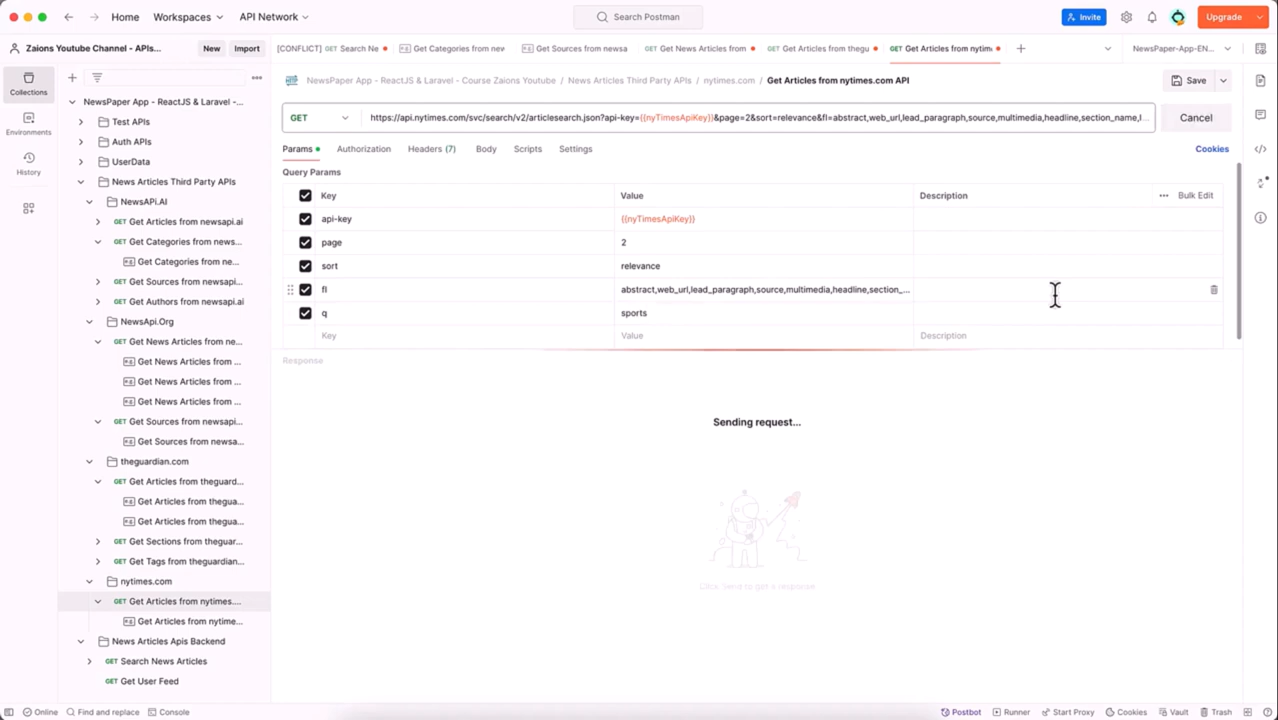 Home Workspaces API Network Search Postman Invite Upgrade
Zaions Youtube Channel - APIs... New Import [CONFLICT] GET Search Ne Get Categories from new Get Sources from newsa GET Get News Articles from GET Get Articles from thegu GET Get Articles from nytim NewsPaper-App-EN...
Collections
Environments
History
NewsPaper App - ReactJS & Laravel - Course Zaions Youtube / News Articles Third Party APIs / nytimes.com / Get Articles from nytimes.com API Save
GET https://api.nytimes.com/svc/search/v2/articlesearch.json?api-key={{nyTimesApiKey}}&page=2&sort=relevance&fl=abstract,web_url,lead_paragraph,source,multimedia,headline,section_name,l... Cancel
Params Authorization Headers (7) Body Scripts Settings Cookies
Query Params
Key Value Description Bulk Edit
api-key {{nyTimesApiKey}}
page 2
sort relevance
fl abstract,web_url,lead_paragraph,source,multimedia,headline,section_...
q sports
Key Value Description
Response
Sending request...
Click Send to get a response
NewsPaper App - ReactJS & Laravel -...
Test APIs
Auth APIs
UserData
News Articles Third Party APIs
NewsAPi.AI
GET Get Articles from newsapi.ai
GET Get Categories from news...
Get Categories from ne...
GET Get Sources from newsapi...
GET Get Authors from newsapi.ai
NewsApi.Org
GET Get News Articles from ne...
Get News Articles from ...
Get News Articles from ...
Get News Articles from ...
GET Get Sources from newsapi...
Get Sources from newsa...
theguardian.com
GET Get Articles from theguard...
Get Articles from thegua...
Get Articles from thegua...
GET Get Sections from theguar...
GET Get Tags from theguardian...
nytimes.com
GET Get Articles from nytimes....
Get Articles from nytime...
News Articles Apis Backend
GET Search News Articles
GET Get User Feed
Online Find and replace Console Postbot Runner Start Proxy Cookies Vault Trash